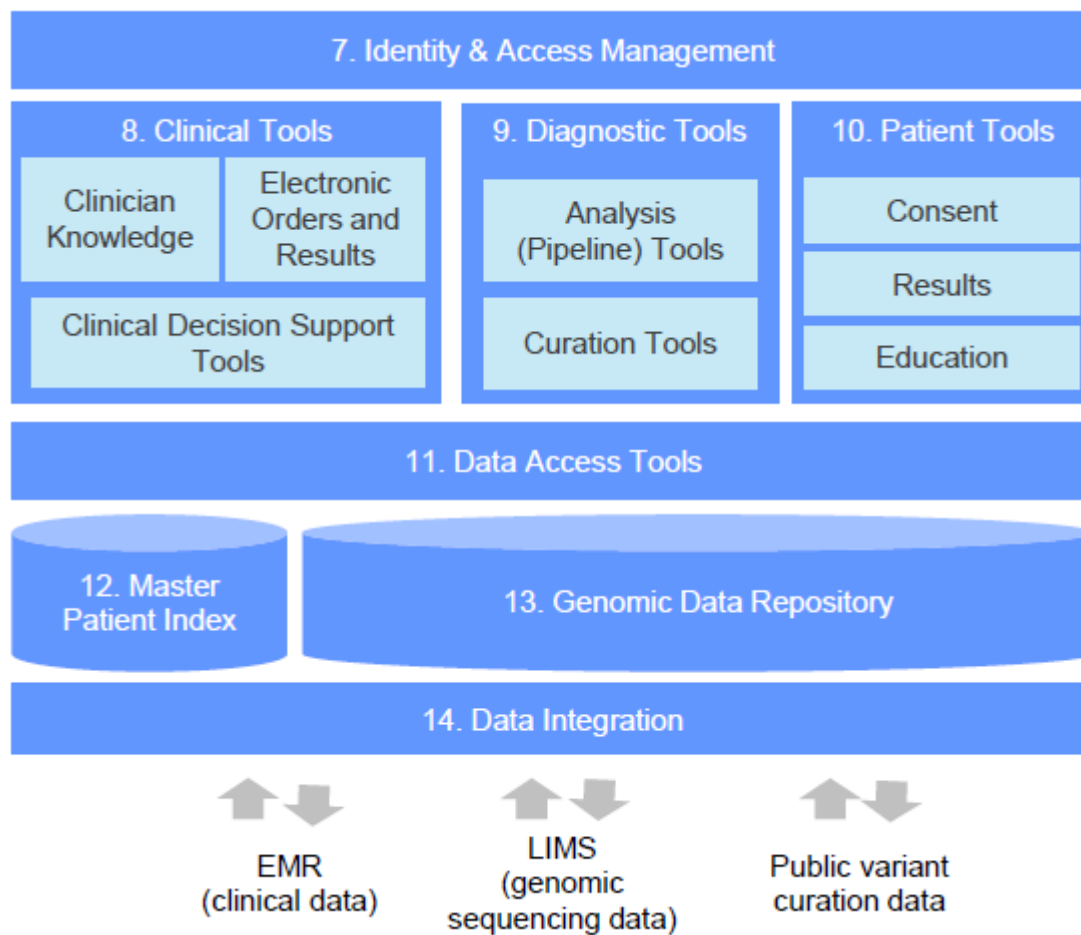 7. Identity & Access Management
8. Clinical Tools
Clinician
Knowledge
Electronic
Orders and
Results
Clinical Decision Support
Tools
9. Diagnostic Tools
Analysis
(Pipeline) Tools
Curation Tools
10. Patient Tools
Consent
Results
Education
11. Data Access Tools
12. Master
Patient Index
13. Genomic Data Repository
14. Data Integration
EMR
(clinical data)
LIMS
(genomic
sequencing data)
Public variant
curation data